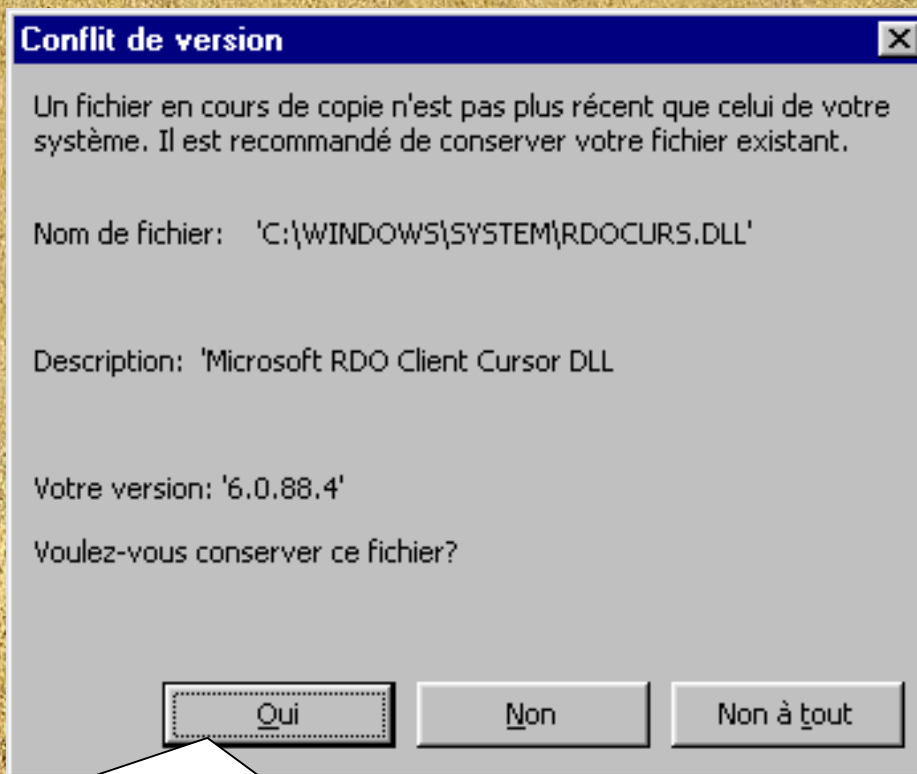 Conflit de version
Un fichier en cours de copie n'est pas plus récent que celui de votre
système. Il est recommandé de conserver votre fichier existant.
Nom de fichier: 'C:\WINDOWS\SYSTEM\RDOCURS.DLL'
Description: 'Microsoft RDO Client Cursor DLL
Votre version: '6.0.88.4'
Voulez-vous conserver ce fichier?
Oui Non Non à tout